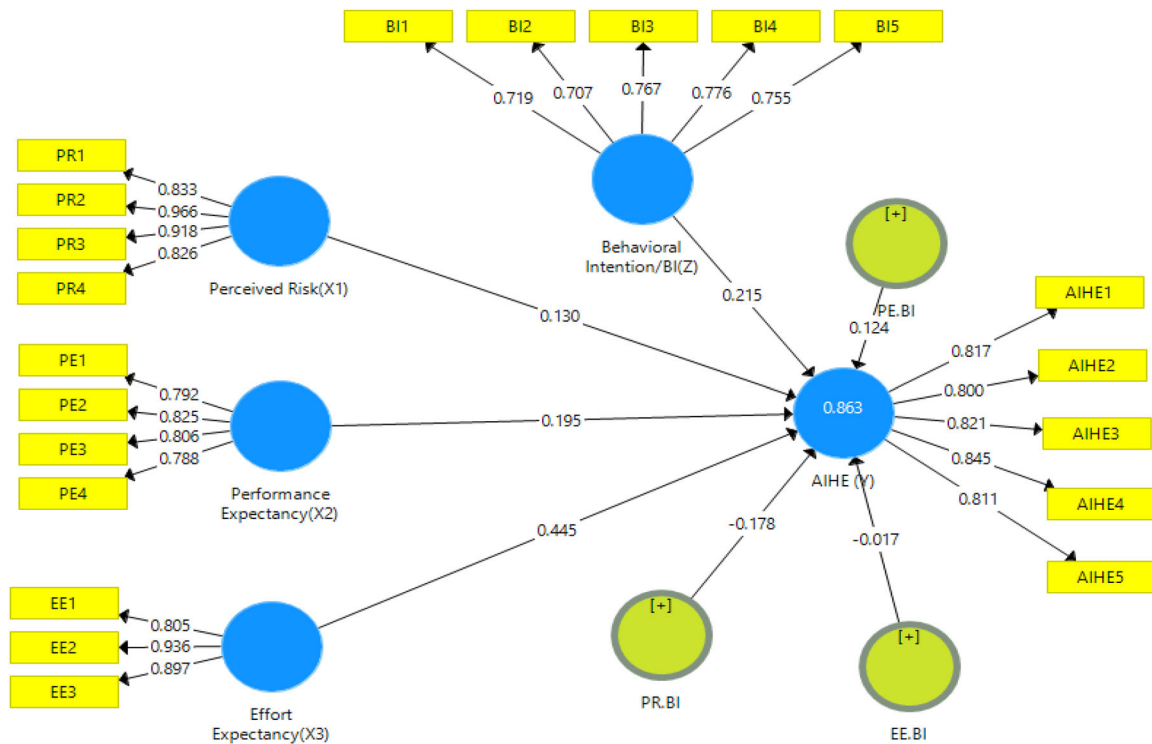 BI1 BI2 BI3 BI4 BI5
0.719 0.707 0.767 0.776 0.755
PR1
PR2
PR3
PR4
0.833
0.966
0.918
0.826
Perceived Risk(X1)
Behavioral
Intention/BI(Z)
[+]
PE.BI
0.130
0.215
0.124
PE1
PE2
PE3
PE4
0.792
0.825
0.806
0.788
Performance
Expectancy(X2)
0.195
0.863
AIHE (Y)
AIHE1
AIHE2
AIHE3
AIHE4
AIHE5
0.817
0.800
0.821
0.845
0.811
EE1
EE2
EE3
0.805
0.936
0.897
Effort
Expectancy(X3)
0.445
-0.178
-0.017
[+]
PR.BI
[+]
EE.BI